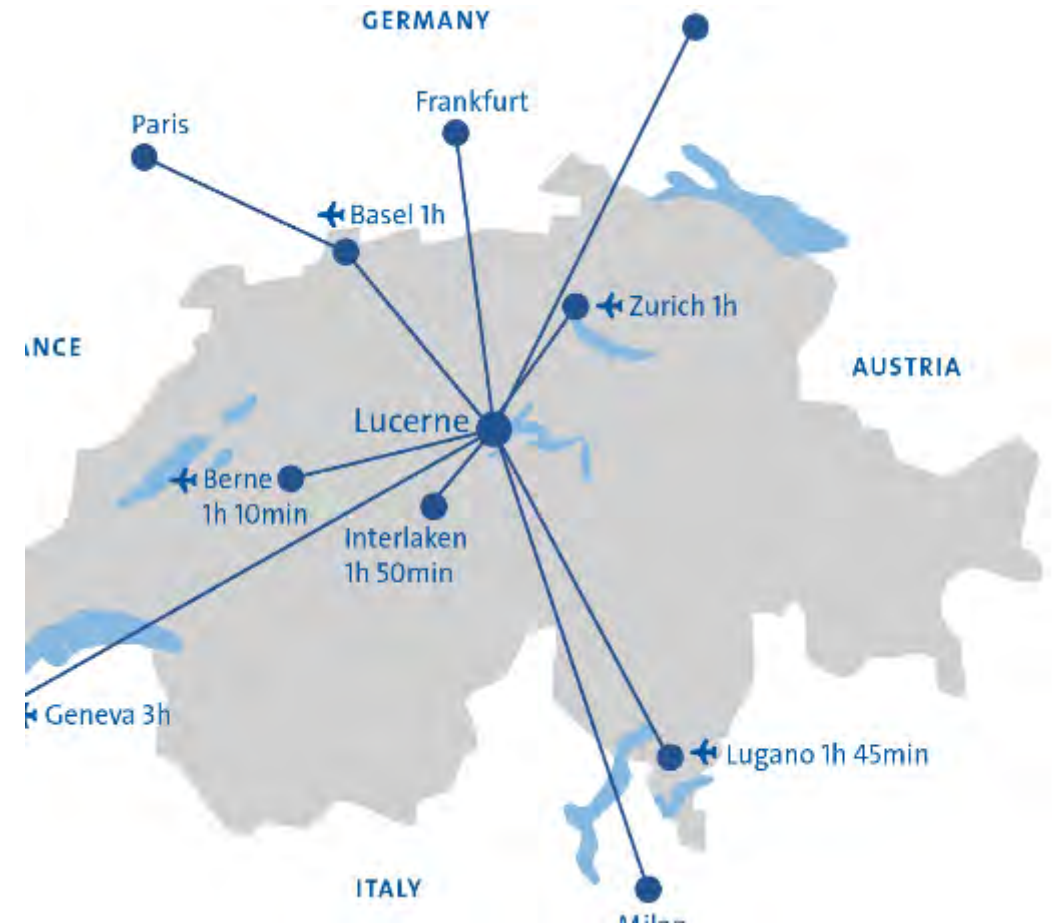 GERMANY
Frankfurt
Paris
Basel 1h
Zurich 1h
AUSTRIA
Lucerne
Berne
1h 10min
Interlaken
1h 50min
Geneva 3h
Lugano 1h 45min
ITALY